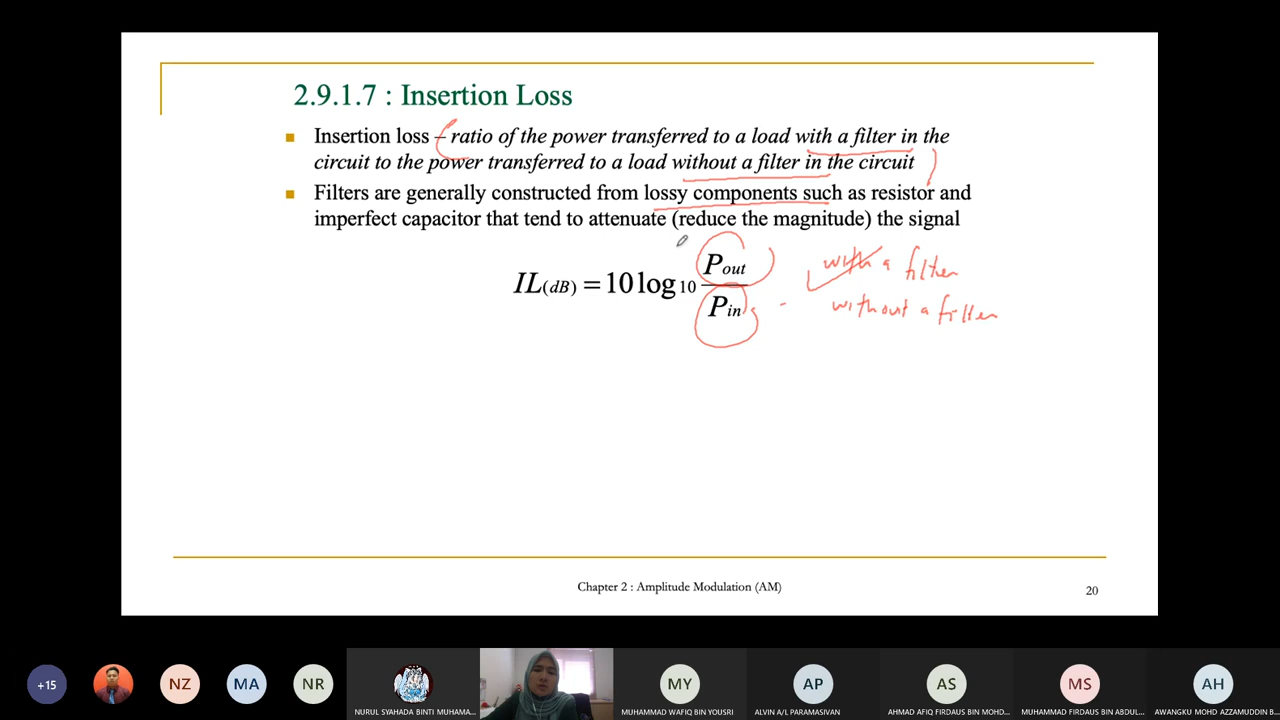 2.9.1.7 : Insertion Loss
Insertion loss – ratio of the power transferred to a load with a filter in the
circuit to the power transferred to a load without a filter in the circuit
Filters are generally constructed from lossy components such as resistor and
imperfect capacitor that tend to attenuate (reduce the magnitude) the signal
IL(dB) = 10 log10 Pout / Pin
with a filter
without a filter
Chapter 2 : Amplitude Modulation (AM)
20
+15
NZ
MA
NR
MY
AP
AS
MS
AH
NURUL SYAHADA BINTI MUHAMA...
MUHAMMAD WAFIQ BIN YOUSRI
ALVIN A/L PARAMASIVAN
AHMAD AFIQ FIRDAUS BIN MOHD...
MUHAMMAD FIRDAUS BIN ABDUL...
AWANGKU MOHD AZZAMUDDIN B...